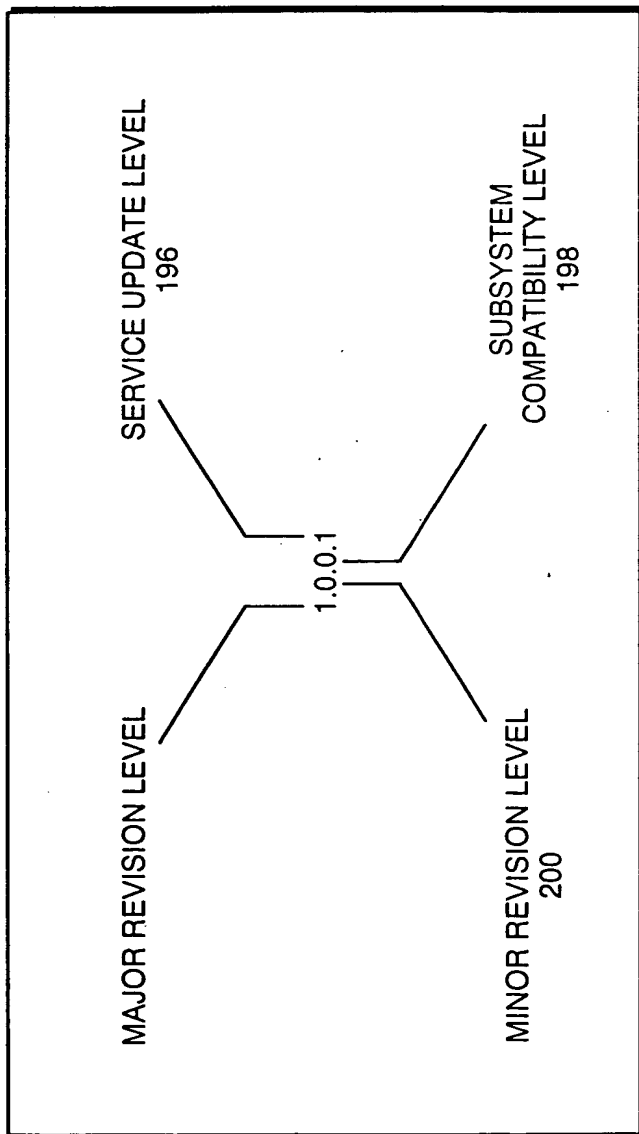 MAJOR REVISION LEVEL
SERVICE UPDATE LEVEL
196
1.0.0.1
MINOR REVISION LEVEL
200
SUBSYSTEM
COMPATIBILITY LEVEL
198